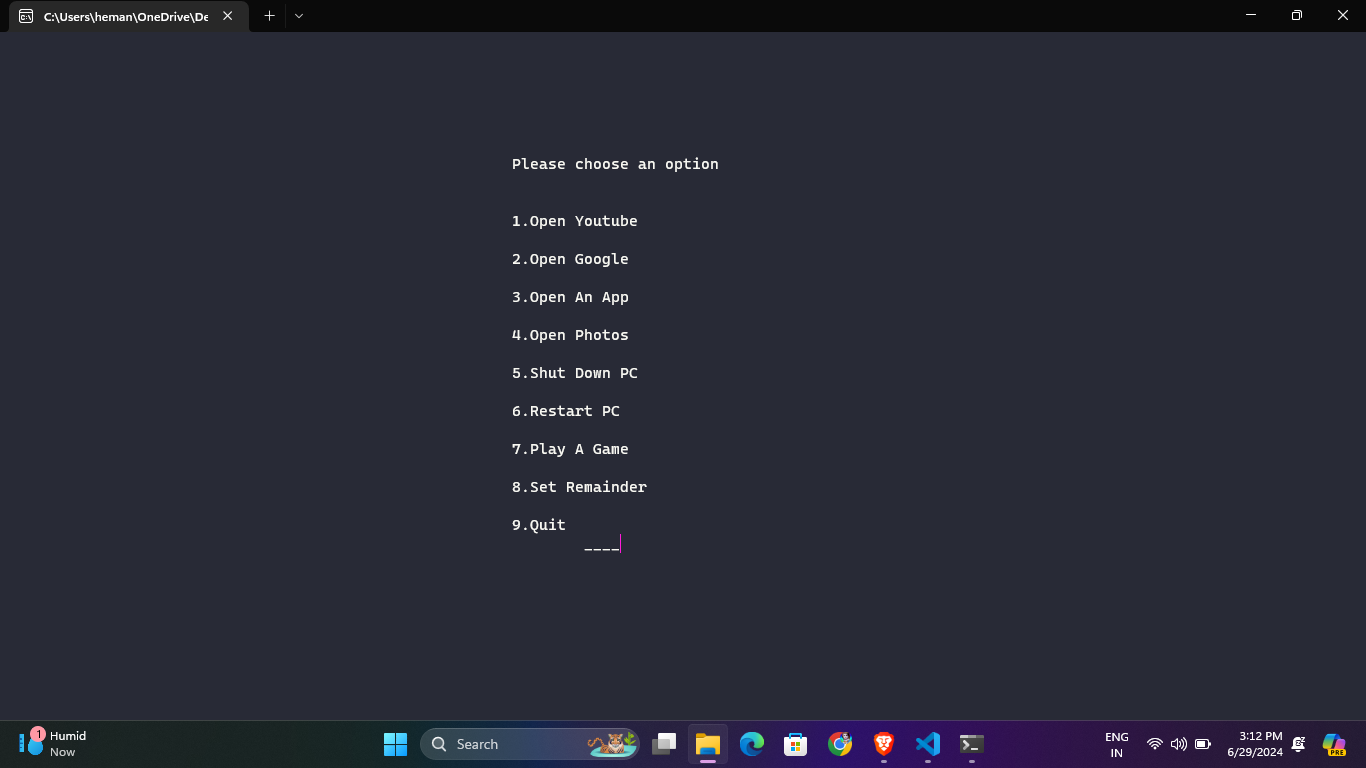 C:\Users\heman\OneDrive\De
Please choose an option
1.Open Youtube
2.Open Google
3.Open An App
4.Open Photos
5.Shut Down PC
6.Restart PC
7.Play A Game
8.Set Remainder
9.Quit
____
1
Humid
Now
Search
ENG
IN
3:12 PM
6/29/2024
PRE